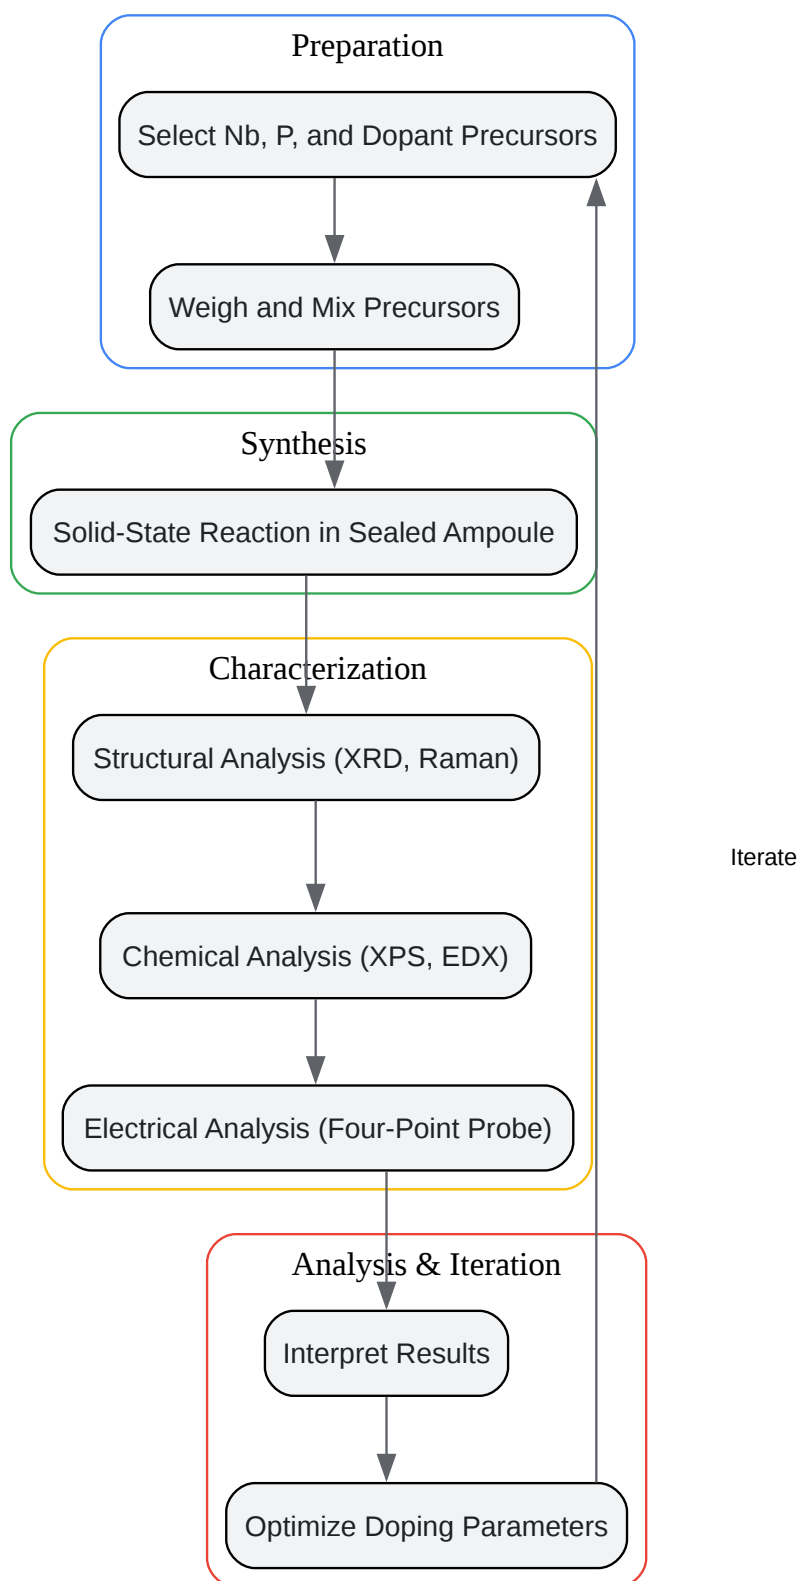 Preparation
Select Nb, P, and Dopant Precursors
Weigh and Mix Precursors
Synthesis
Solid-State Reaction in Sealed Ampoule
Characterization
Structural Analysis (XRD, Raman)
Iterate
Chemical Analysis (XPS, EDX)
Electrical Analysis (Four-Point Probe)
Analysis & Iteration
Interpret Results
Optimize Doping Parameters